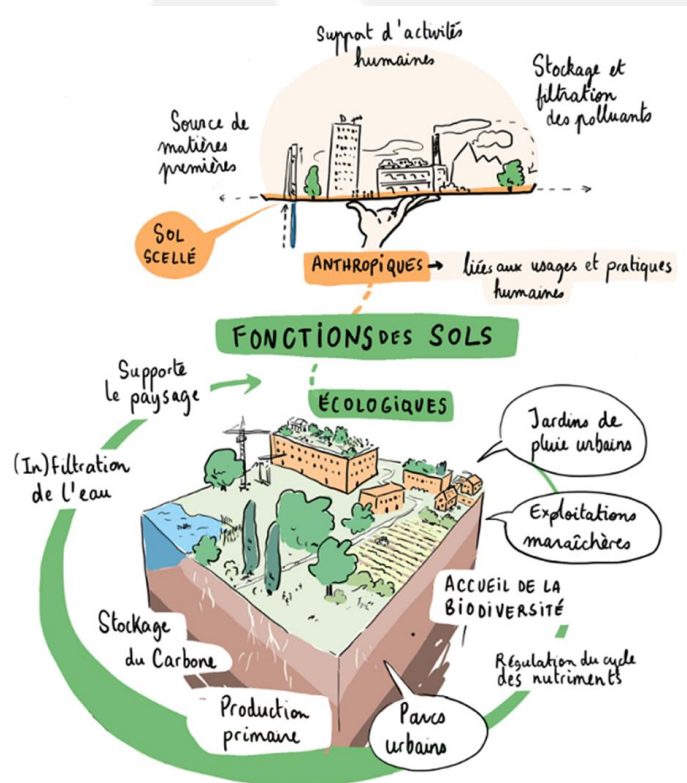 Support d'activités
humaines
Stockage et
filtration
des polluants
Source de
matières
premières
SOL
SCELLÉ
ANTHROPIQUES → liées aux usages et pratiques
humaines
FONCTIONS DES SOLS
ÉCOLOGIQUES
Supporte
le paysage
(In)filtration
de l'eau
Jardins de
pluie urbains
Exploitations
maraîchères
ACCUEIL DE LA
BIODIVERSITÉ
Stockage
du Carbone
Régulation du cycle
des nutriments
Production
primaire
Parcs
urbains